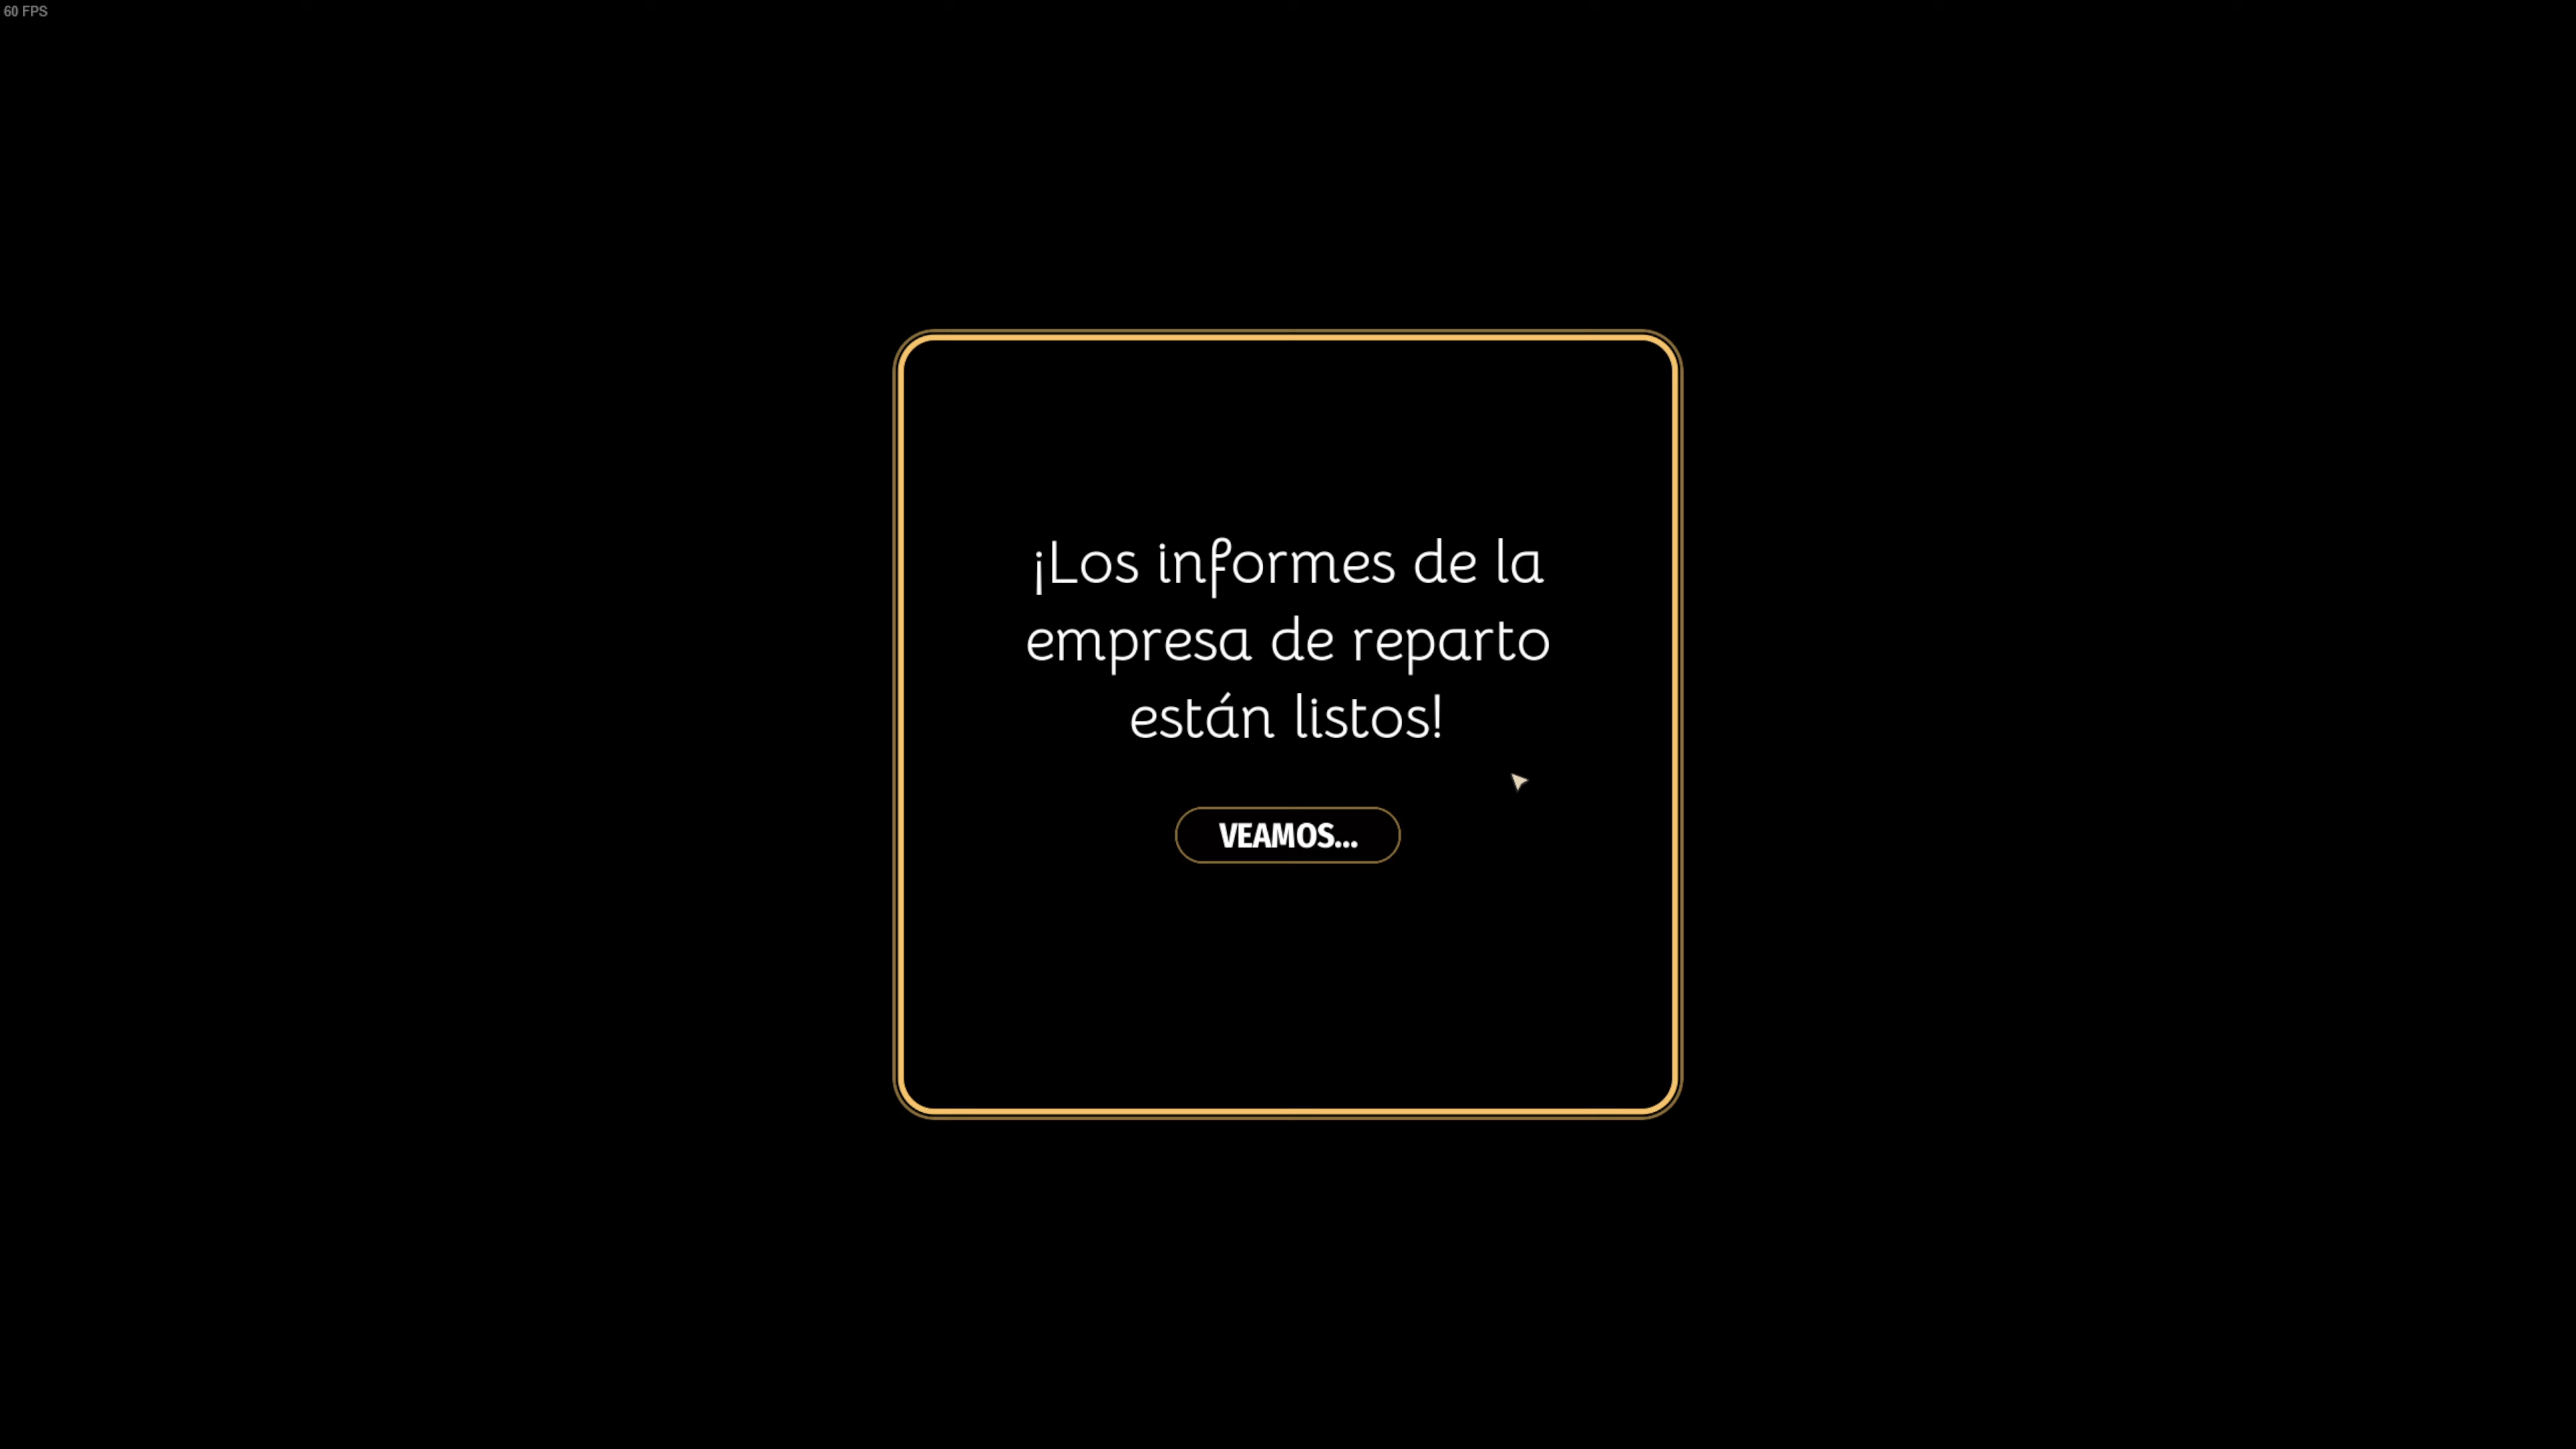 60 FPS
¡Los informes de la
empresa de reparto
están listos!
VEAMOS...